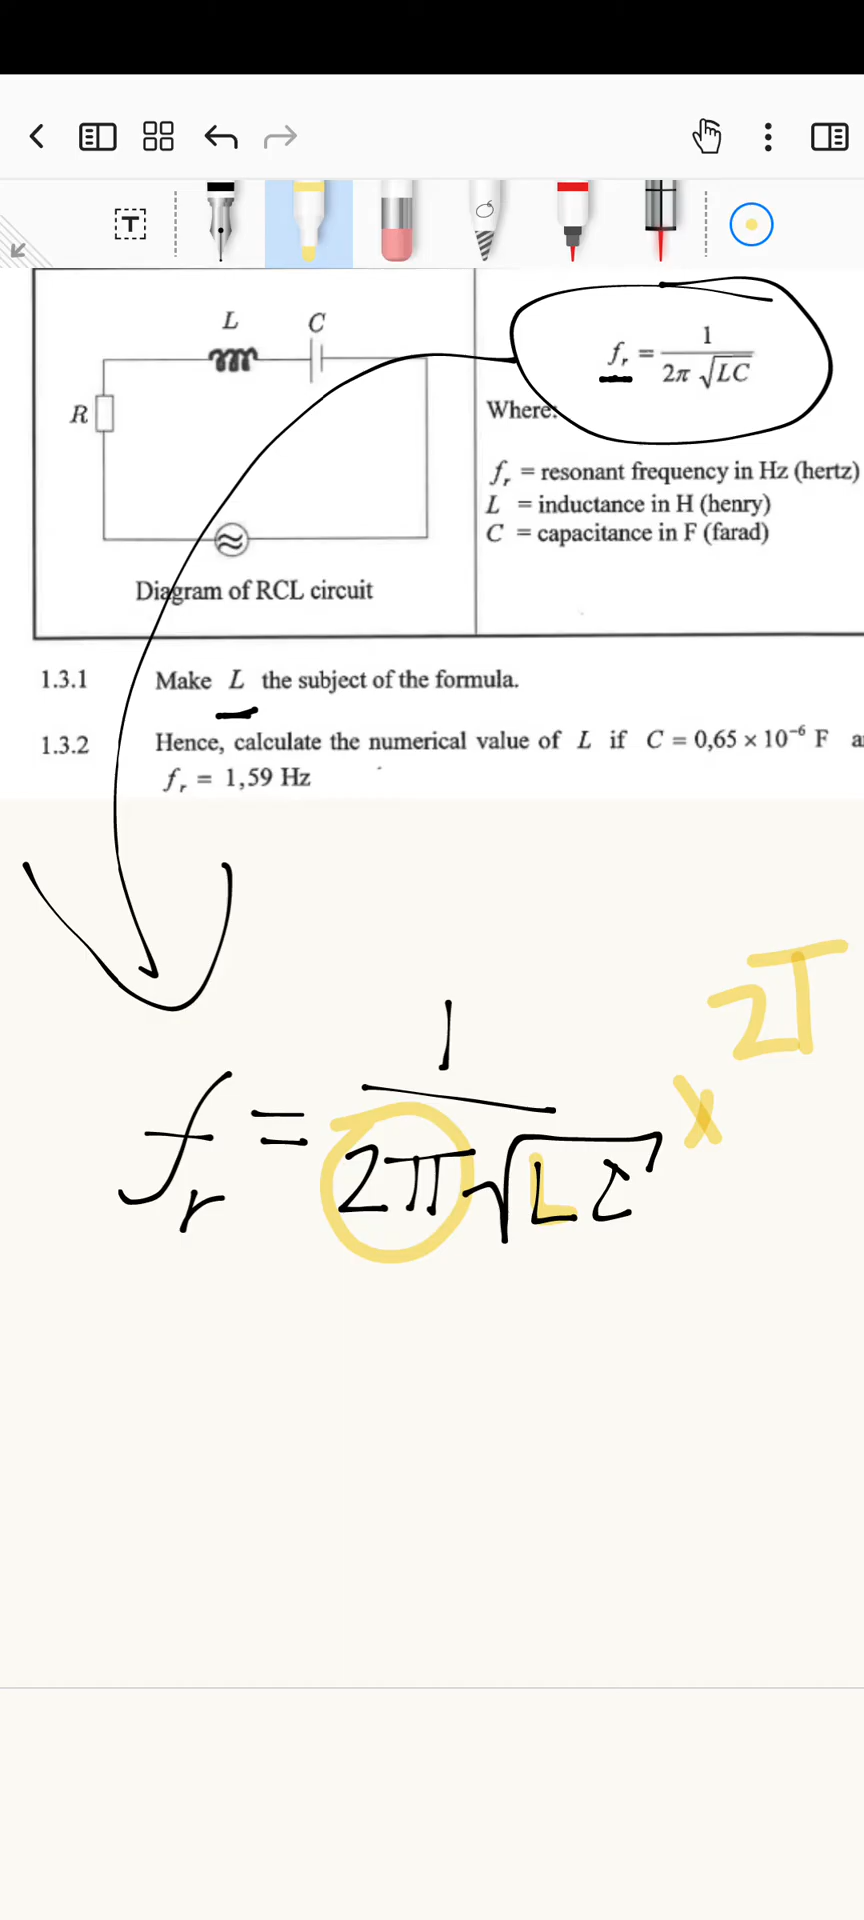 T
L C
R
Diagram of RCL circuit
f_r = 1 / 2π √LC
Where:
f_r = resonant frequency in Hz (hertz)
L = inductance in H (henry)
C = capacitance in F (farad)
1.3.1 Make L the subject of the formula.
1.3.2 Hence, calculate the numerical value of L if C = 0,65 × 10⁻⁶ F
f_r = 1,59 Hz
f_r = 1 / 2π √LC × 2T